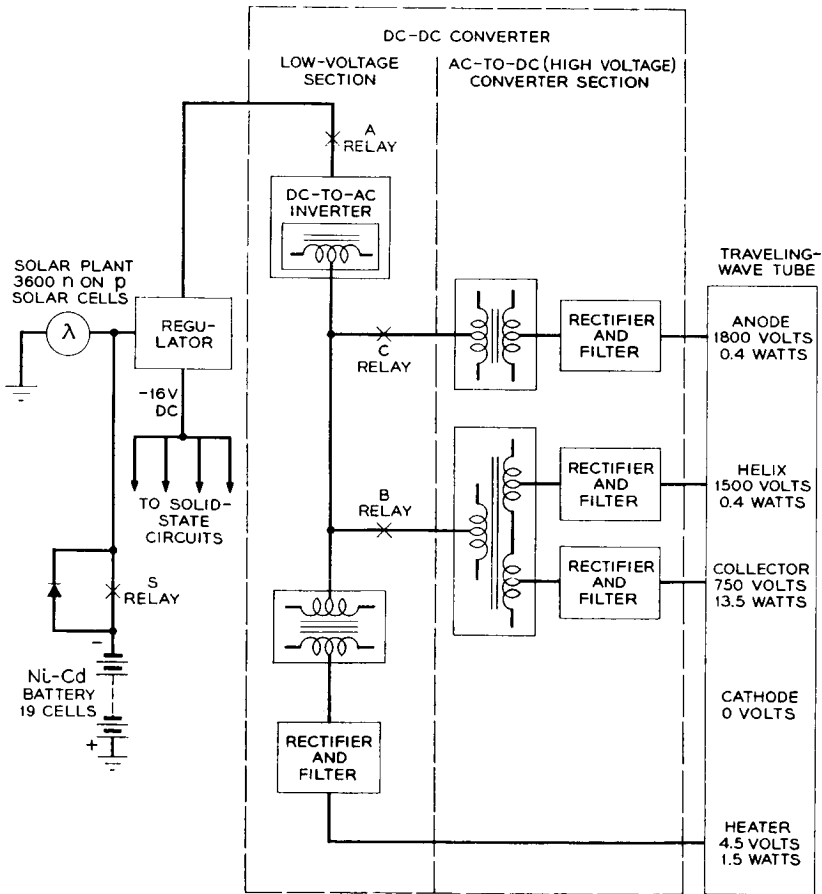 DC-DC CONVERTER
LOW-VOLTAGE
SECTION
AC-TO-DC (HIGH VOLTAGE)
CONVERTER SECTION
A
RELAY
DC-TO-AC
INVERTER
SOLAR PLANT
3600 n ON p
SOLAR CELLS
λ
REGU-
LATOR
-16V
DC
TO SOLID-
STATE
CIRCUITS
S
RELAY
-
Ni-Cd
BATTERY
19 CELLS
+
C
RELAY
B
RELAY
RECTIFIER
AND
FILTER
RECTIFIER
AND
FILTER
RECTIFIER
AND
FILTER
RECTIFIER
AND
FILTER
TRAVELING-
WAVE TUBE
ANODE
1800 VOLTS
0.4 WATTS
HELIX
1500 VOLTS
0.4 WATTS
COLLECTOR
750 VOLTS
13.5 WATTS
CATHODE
0 VOLTS
HEATER
4.5 VOLTS
1.5 WATTS